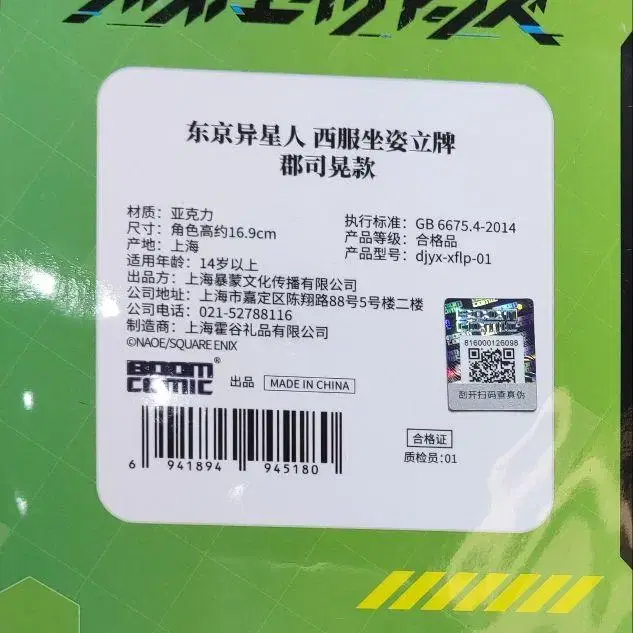 东京异星人 西服坐姿立牌
郡司晃款
材质：亚克力
尺寸：角色高约16.9cm
产地：上海
适用年龄：14岁以上
出品方：上海暴蒙文化传播有限公司
公司地址：上海市嘉定区陈翔路88号5号楼二楼
公司电话：021-52788116
制造商：上海霍谷礼品有限公司
©NAOE/SQUARE ENIX
执行标准：GB 6675.4-2014
产品等级：合格品
产品型号：djyx-xflp-01
BOOM®
COMIC
出品
MADE IN CHINA
816000126098
刮开扫码查真伪
6 941894 945180
合格证
质检员：01